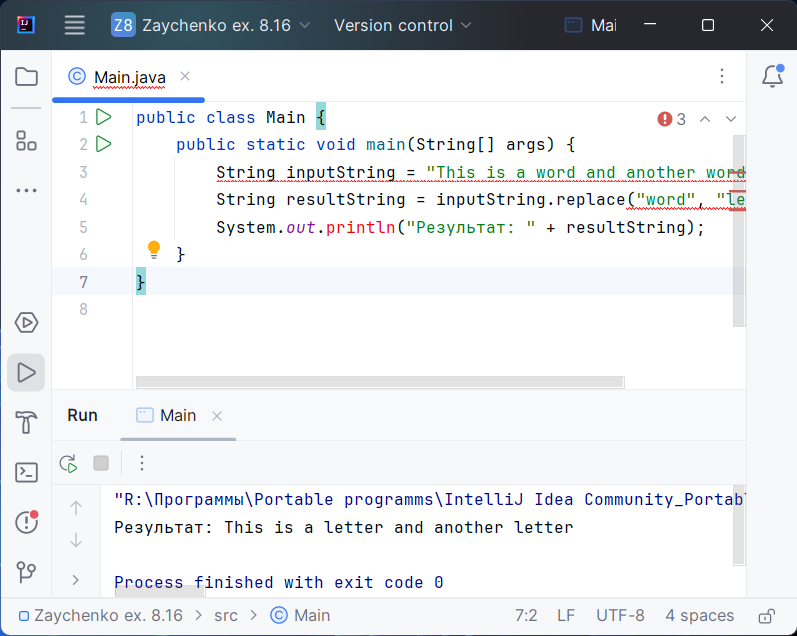 Z8 Zaychenko ex. 8.16 Version control Mai
Main.java
1 public class Main {
3
2 public static void main(String[] args) {
3 String inputString = "This is a word and another word
4 String resultString = inputString.replace("word", "le
5 System.out.println("Результат: " + resultString);
6 }
7 }
8
Run Main
"R:\Программы\Portable programms\IntelliJ Idea Community_Portab
Результат: This is a letter and another letter
Process finished with exit code 0
Zaychenko ex. 8.16 > src > Main 7:2 LF UTF-8 4 spaces